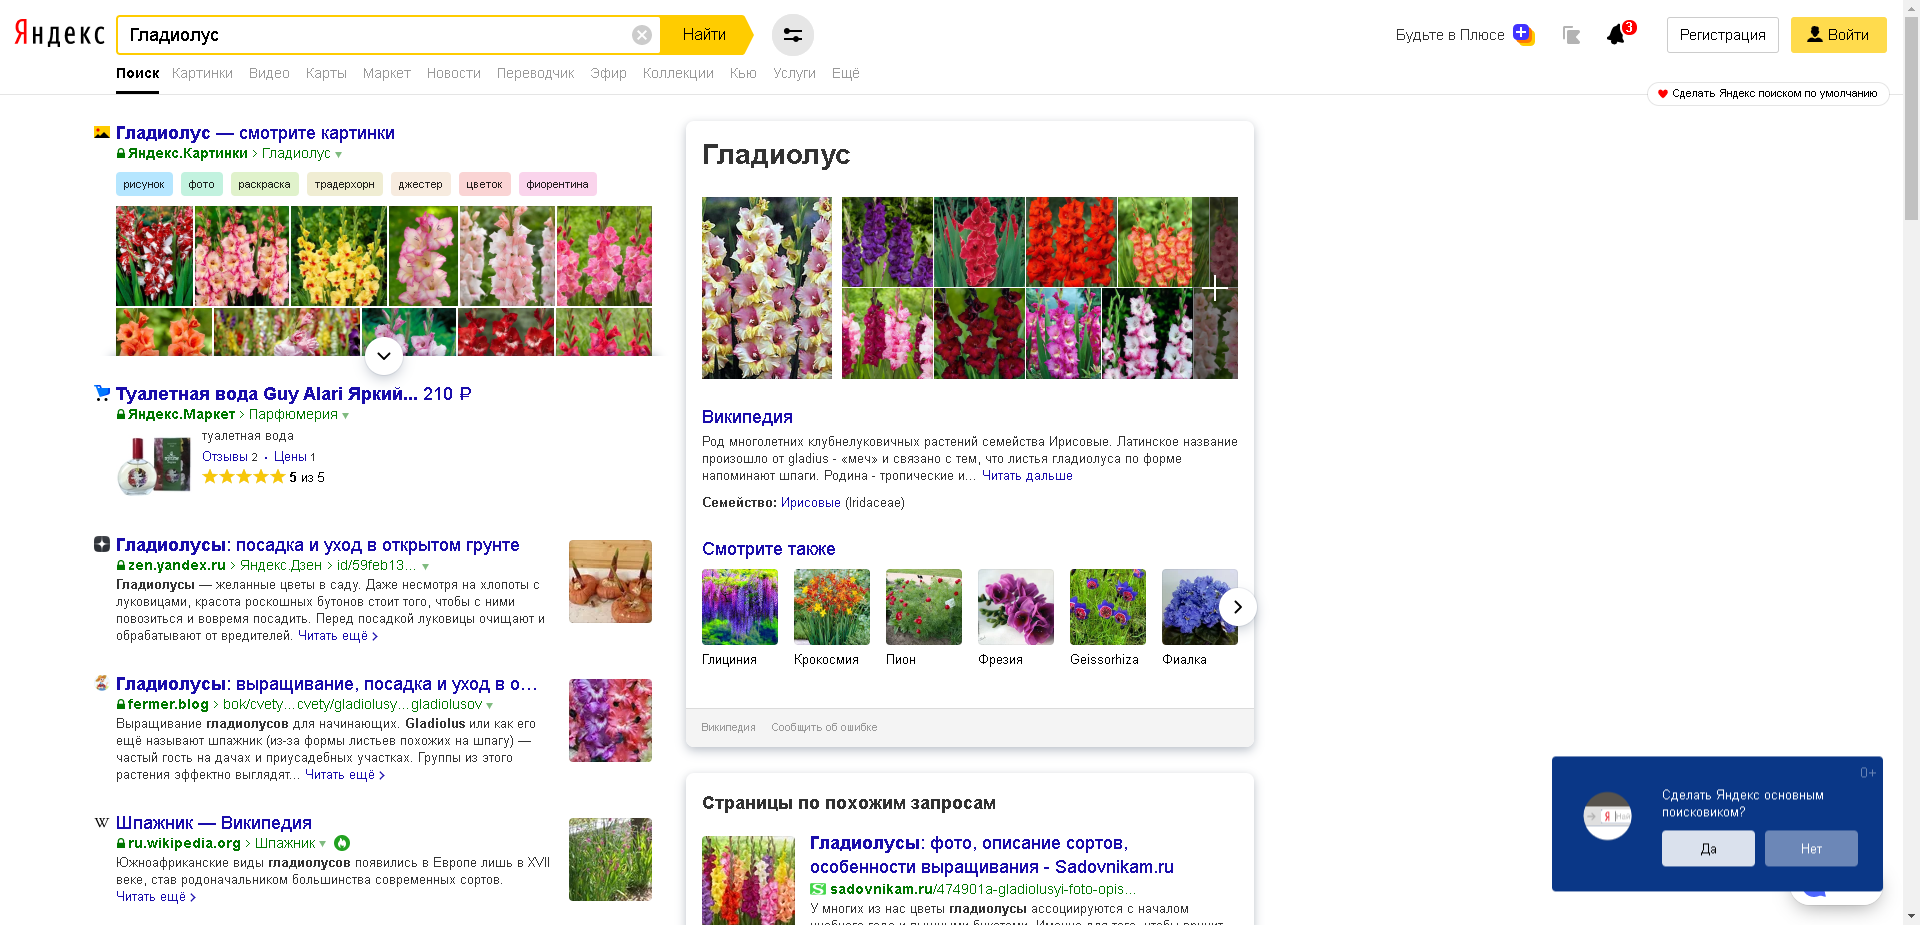 Яндекс
Гладиолус
Найти
Будьте в Плюсе
3
Регистрация
Войти
Поиск Картинки Видео Карты Маркет Новости Переводчик Эфир Коллекции Кью Услуги Ещё
Сделать Яндекс поиском по умолчанию
Гладиолус — смотрите картинки
Яндекс.Картинки › Гладиолус
рисунок фото раскраска традерхорн джестер цветок фиорентина
Туалетная вода Guy Alari Яркий... 210 ₽
Яндекс.Маркет › Парфюмерия
туалетная вода
Отзывы 2 · Цены 1
5 из 5
Гладиолусы: посадка и уход в открытом грунте
zen.yandex.ru › Яндекс.Дзен › id/59feb13...
Гладиолусы — желанные цветы в саду. Даже несмотря на хлопоты с
луковицами, красота роскошных бутонов стоит того, чтобы с ними
повозиться и вовремя посадить. Перед посадкой луковицы очищают и
обрабатывают от вредителей. Читать ещё ›
Гладиолусы: выращивание, посадка и уход в о...
fermer.blog › bok/cvety...cvety/gladiolusy...gladiolusov
Выращивание гладиолусов для начинающих. Gladiolus или как его
ещё называют шпажник (из-за формы листьев похожих на шпагу) —
частый гость на дачах и приусадебных участках. Группы из этого
растения эффектно выглядят... Читать ещё ›
Шпажник — Википедия
W
ru.wikipedia.org › Шпажник
Южноафриканские виды гладиолусов появились в Европе лишь в XVII
веке, став родоначальником большинства современных сортов.
Читать ещё ›
Гладиолус
Википедия
Род многолетних клубнелуковичных растений семейства Ирисовые. Латинское название
произошло от gladius - «меч» и связано с тем, что листья гладиолуса по форме
напоминают шпаги. Родина - тропические и... Читать дальше
Семейство: Ирисовые (Iridaceae)
Смотрите также
Глициния Крокосмия Пион Фрезия Geissorhiza Фиалка
Википедия Сообщить об ошибке
Страницы по похожим запросам
Гладиолусы: фото, описание сортов,
особенности выращивания - Sadovnikam.ru
S sadovnikam.ru/474901a-gladiolusyi-foto-opis...
У многих из нас цветы гладиолусы ассоциируются с началом
0+
Сделать Яндекс основным
поисковиком?
Я
Да
Нет